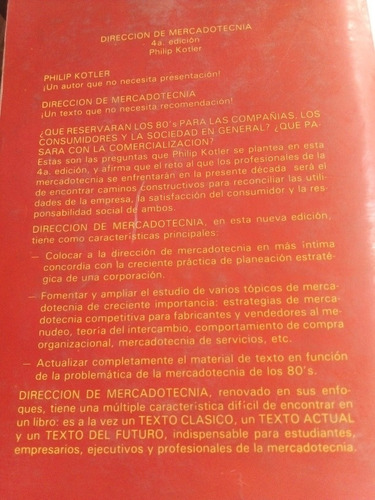 DIRECCION DE MERCADOTECNIA
4a. edición
Philip Kotler
PHILIP KOTLER
¡Un autor que no necesita presentación!
DIRECCION DE MERCADOTECNIA
¡Un texto que no necesita recomendación!
¿QUE RESERVARAN LOS 80's PARA LAS COMPAÑIAS, LOS
CONSUMIDORES Y LA SOCIEDAD EN GENERAL? ¿QUE PA-
SARA CON LA COMERCIALIZACION?
Estas son las preguntas que Philip Kotler se plantea en esta
4a. edición, y afirma que el reto al que los profesionales de la
mercadotecnia se enfrentarán en la presente década será el
de encontrar caminos constructivos para reconciliar las utili-
dades de la empresa, la satisfacción del consumidor y la res-
ponsabilidad social de ambos.
DIRECCION DE MERCADOTECNIA, en esta nueva edición,
tiene como características principales:
— Colocar a la dirección de mercadotecnia en más íntima
concordia con la creciente práctica de planeación estraté-
gica de una corporación.
— Fomentar y ampliar el estudio de varios tópicos de merca-
dotecnia de creciente importancia: estrategias de merca-
dotecnia competitiva para fabricantes y vendedores al me-
nudeo, teoría del intercambio, comportamiento de compra
organizacional, mercadotecnia de servicios, etc.
— Actualizar completamente el material de texto en función
de la problemática de la mercadotecnia de los 80's.
DIRECCION DE MERCADOTECNIA, renovado en sus enfo-
ques, tiene una múltiple característica difícil de encontrar en
un libro: es a la vez un TEXTO CLASICO, un TEXTO ACTUAL
y un TEXTO DEL FUTURO, indispensable para estudiantes,
empresarios, ejecutivos y profesionales de la mercadotecnia.